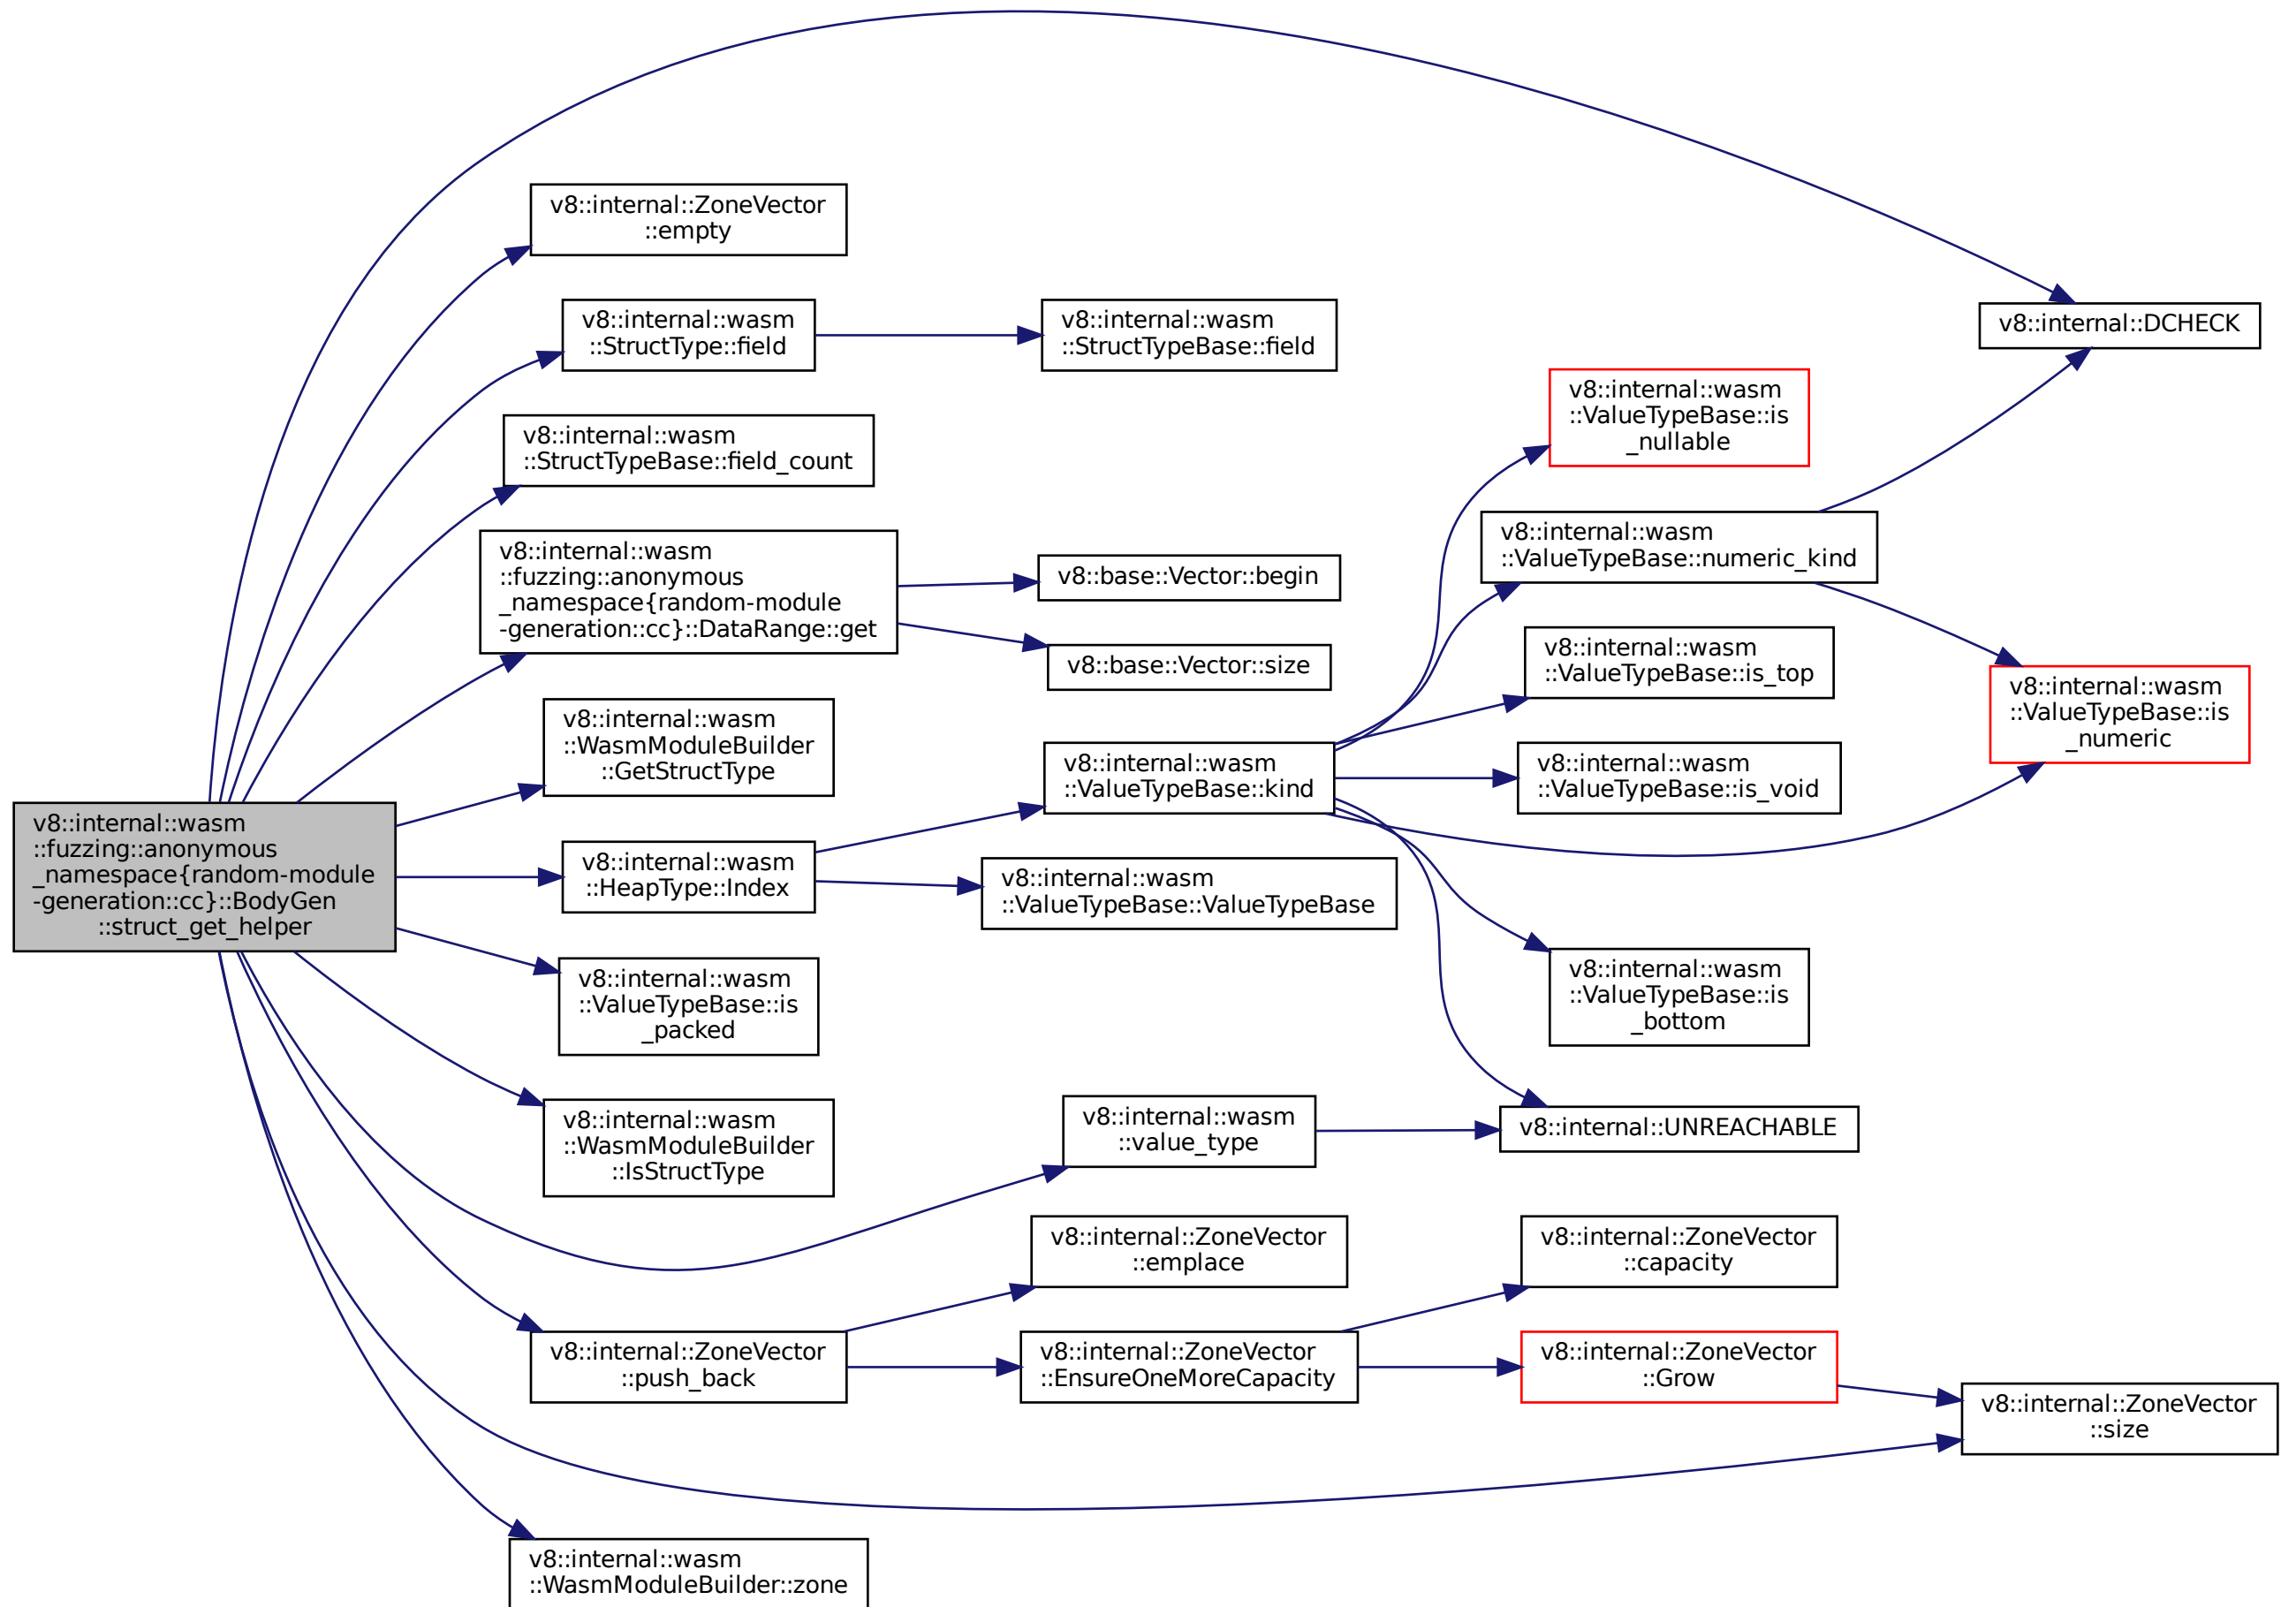 v8::internal::ZoneVector
::empty
v8::internal::wasm
::StructType::field
v8::internal::wasm
::StructTypeBase::field
v8::internal::DCHECK
v8::internal::wasm
::ValueTypeBase::is
_nullable
v8::internal::wasm
::StructTypeBase::field_count
v8::internal::wasm
::ValueTypeBase::numeric_kind
v8::internal::wasm
::fuzzing::anonymous
_namespace{random-module
-generation::cc}::DataRange::get
v8::base::Vector::begin
v8::base::Vector::size
v8::internal::wasm
::ValueTypeBase::is_top
v8::internal::wasm
::ValueTypeBase::is
_numeric
v8::internal::wasm
::WasmModuleBuilder
::GetStructType
v8::internal::wasm
::ValueTypeBase::kind
v8::internal::wasm
::ValueTypeBase::is_void
v8::internal::wasm
::fuzzing::anonymous
_namespace{random-module
-generation::cc}::BodyGen
::struct_get_helper
v8::internal::wasm
::HeapType::Index
v8::internal::wasm
::ValueTypeBase::ValueTypeBase
v8::internal::wasm
::ValueTypeBase::is
_packed
v8::internal::wasm
::ValueTypeBase::is
_bottom
v8::internal::wasm
::WasmModuleBuilder
::IsStructType
v8::internal::wasm
::value_type
v8::internal::UNREACHABLE
v8::internal::ZoneVector
::emplace
v8::internal::ZoneVector
::capacity
v8::internal::ZoneVector
::push_back
v8::internal::ZoneVector
::EnsureOneMoreCapacity
v8::internal::ZoneVector
::Grow
v8::internal::ZoneVector
::size
v8::internal::wasm
::WasmModuleBuilder::zone